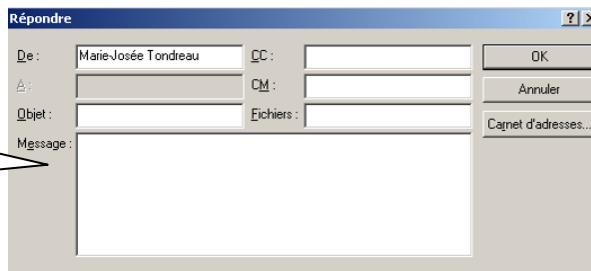 Répondre
De : Marie-Josée Tondreau CC : OK
A : CM : Annuler
Objet : Fichiers : Carnet d'adresses...
Message :